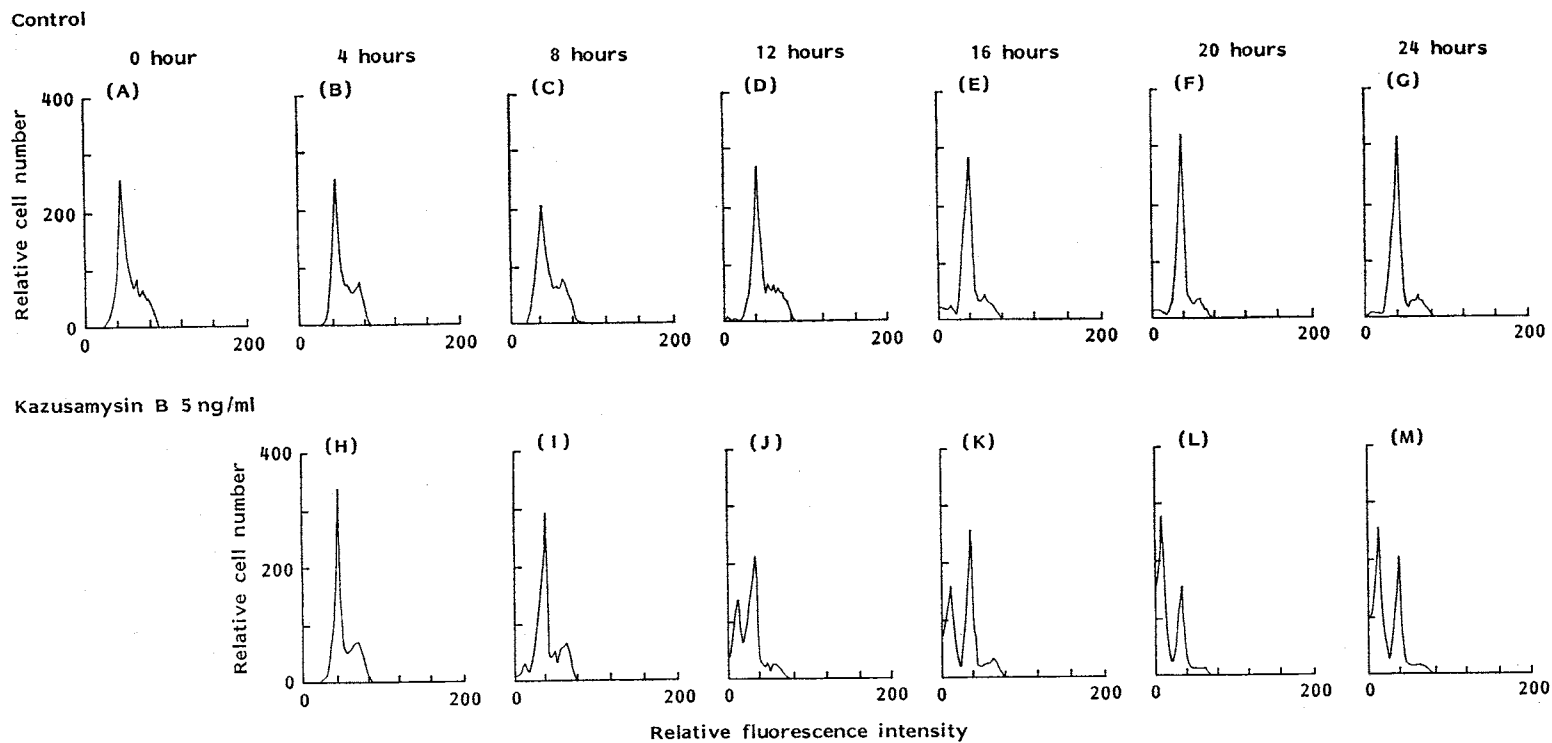 Control
0 hour 4 hours 8 hours 12 hours 16 hours 20 hours 24 hours
(A) (B) (C) (D) (E) (F) (G)
Relative cell number
400
200
0
0 200 0 200 0 200 0 200 0 200 0 200 0 200
Kazusamysin B 5 ng/ml
(H) (I) (J) (K) (L) (M)
Relative cell number
400
200
0
0 200 0 200 0 200 0 200 0 200 0 200
Relative fluorescence intensity